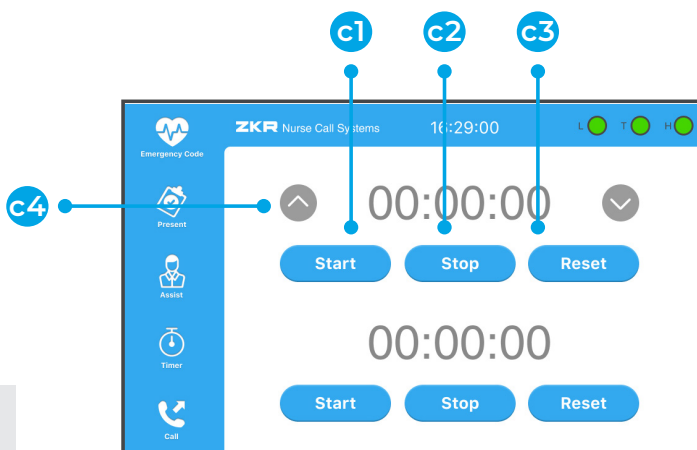 c1 c2 c3
ZKR Nurse Call Systems 16:29:00 L T H
Emergency Code
c4 00:00:00
Present
Start Stop Reset
Assist
00:00:00
Timer
Start Stop Reset
Call